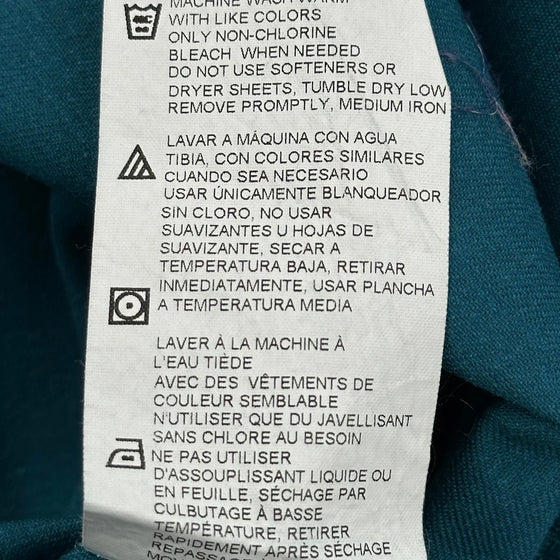 MACHINE WASH WARM
WITH LIKE COLORS
ONLY NON-CHLORINE
BLEACH WHEN NEEDED
DO NOT USE SOFTENERS OR
DRYER SHEETS, TUMBLE DRY LOW
REMOVE PROMPTLY, MEDIUM IRON
LAVAR A MÁQUINA CON AGUA
TIBIA, CON COLORES SIMILARES
CUANDO SEA NECESARIO
USAR ÚNICAMENTE BLANQUEADOR
SIN CLORO, NO USAR
SUAVIZANTES U HOJAS DE
SUAVIZANTE, SECAR A
TEMPERATURA BAJA, RETIRAR
INMEDIATAMENTE, USAR PLANCHA
A TEMPERATURA MEDIA
LAVER À LA MACHINE À
L'EAU TIÈDE
AVEC DES VÊTEMENTS DE
COULEUR SEMBLABLE
N'UTILISER QUE DU JAVELLISANT
SANS CHLORE AU BESOIN
NE PAS UTILISER
D'ASSOUPLISSANT LIQUIDE OU
EN FEUILLE, SÉCHAGE PAR
CULBUTAGE À BASSE
TEMPÉRATURE, RETIRER
RAPIDEMENT APRÈS SÉCHAGE
REPASSAGE